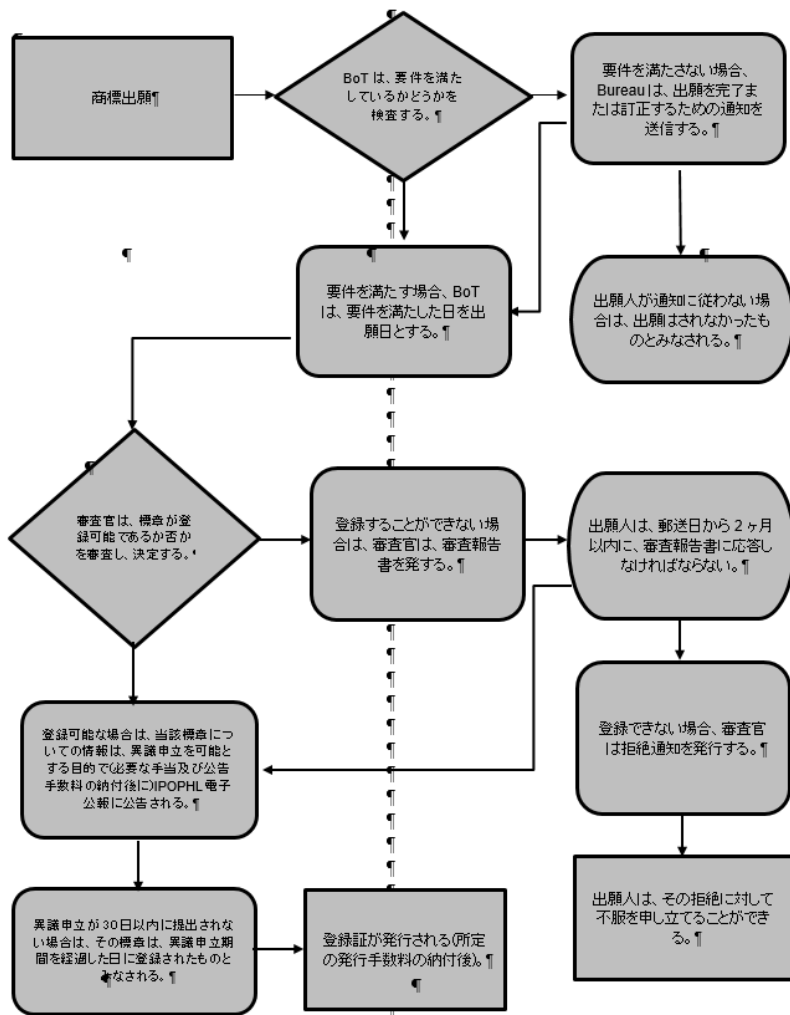 商標出願¶
BoTは、要件を満た
しているかどうかを
検査する。¶
要件を満たさない場合、
Bureauは、出願を完了ま
たは訂正するための通知を
送信する。¶
要件を満たす場合、BoT
は、要件を満たした日を出
願日とする。¶
出願人が通知に従わない場
合は、出願はされなかったも
のとみなされる。¶
審査官は、標章が登
録可能であるか否か
を審査し、決定する。¶
登録することができない場
合は、審査官は、審査報告
書を発する。¶
出願人は、郵送日から2ヶ月
以内に、審査報告書に応答し
なければならない。¶
登録可能な場合は、当該標章につ
いての情報は、異議申立を可能と
する目的で(必要な手当及び公告
手数料の納付後に)IPOPHL電子
公報に公告される。¶
登録できない場合、審査官
は拒絶通知を発行する。¶
異議申立が30日以内に提出されな
い場合は、その標章は、異議申立期
間を経過した日に登録されたものと
みなされる。¶
登録証が発行される(所定
の発行手数料の納付後)。¶
出願人は、その拒絶に対して
不服を申し立てることができ
る。¶